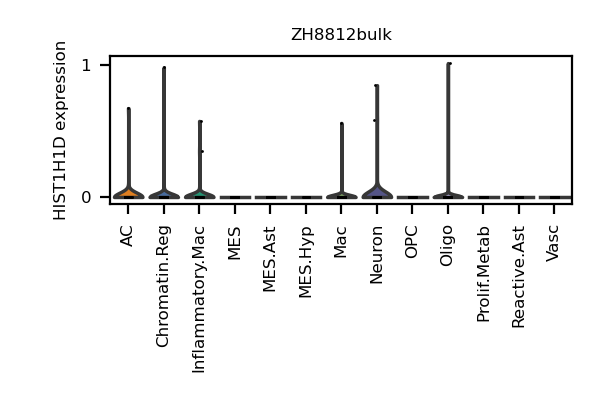 ZH8812bulk
HIST1H1D expression
1
0
AC
Chromatin.Reg
Inflammatory.Mac
MES
MES.Ast
MES.Hyp
Mac
Neuron
OPC
Oligo
Prolif.Metab
Reactive.Ast
Vasc